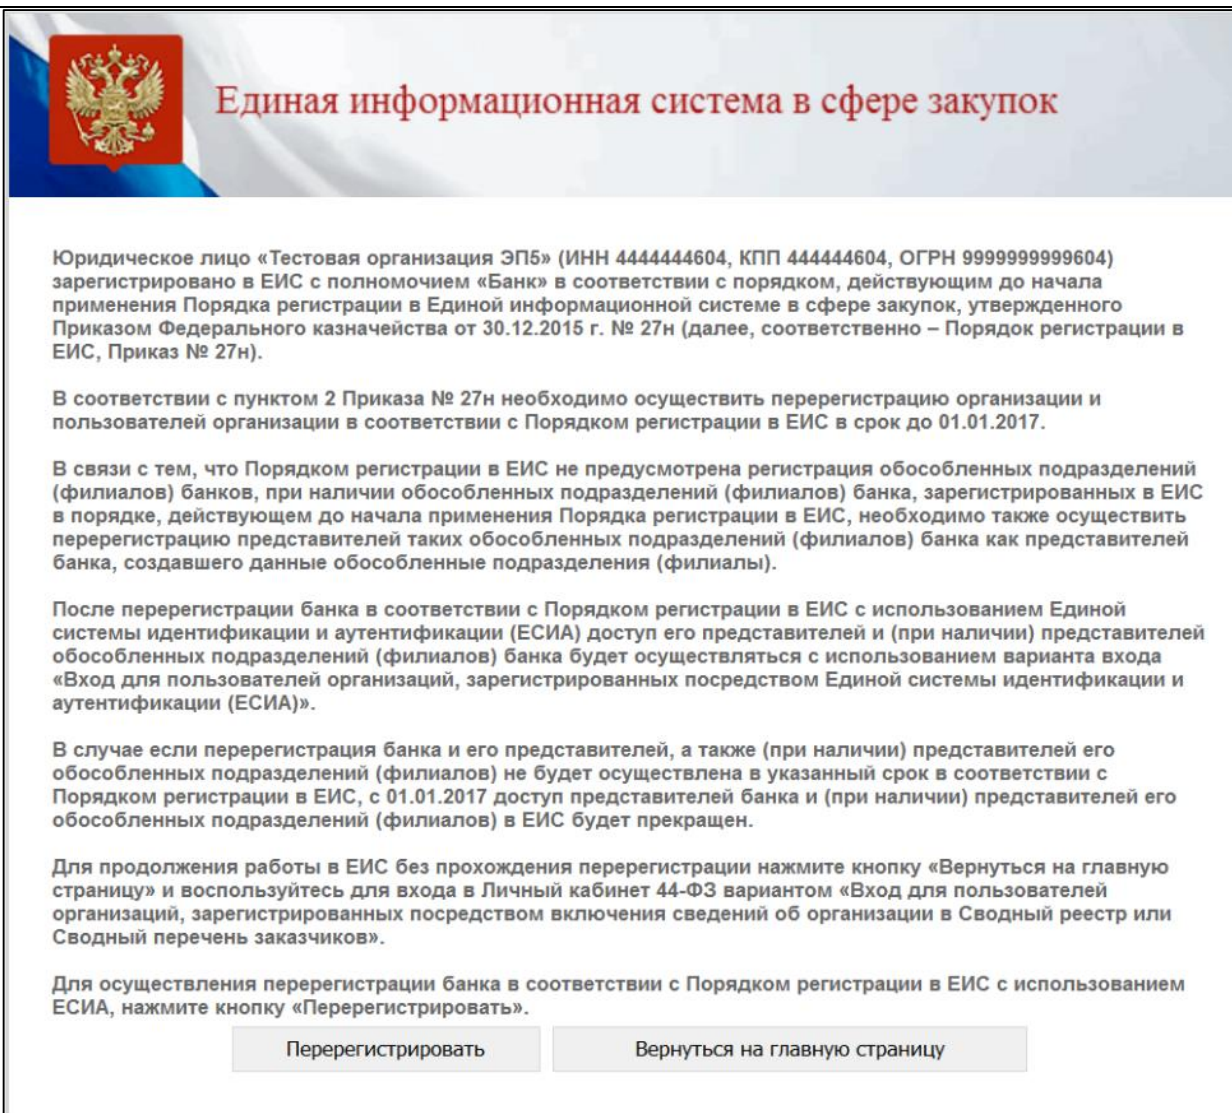 Единая информационная система в сфере закупок
Юридическое лицо «Тестовая организация ЭП5» (ИНН 4444444604, КПП 444444604, ОГРН 9999999999604)
зарегистрировано в ЕИС с полномочием «Банк» в соответствии с порядком, действующим до начала
применения Порядка регистрации в Единой информационной системе в сфере закупок, утвержденного
Приказом Федерального казначейства от 30.12.2015 г. № 27н (далее, соответственно – Порядок регистрации в
ЕИС, Приказ № 27н).
В соответствии с пунктом 2 Приказа № 27н необходимо осуществить перерегистрацию организации и
пользователей организации в соответствии с Порядком регистрации в ЕИС в срок до 01.01.2017.
В связи с тем, что Порядком регистрации в ЕИС не предусмотрена регистрация обособленных подразделений
(филиалов) банков, при наличии обособленных подразделений (филиалов) банка, зарегистрированных в ЕИС
в порядке, действующем до начала применения Порядка регистрации в ЕИС, необходимо также осуществить
перерегистрацию представителей таких обособленных подразделений (филиалов) банка как представителей
банка, создавшего данные обособленные подразделения (филиалы).
После перерегистрации банка в соответствии с Порядком регистрации в ЕИС с использованием Единой
системы идентификации и аутентификации (ЕСИА) доступ его представителей и (при наличии) представителей
обособленных подразделений (филиалов) банка будет осуществляться с использованием варианта входа
«Вход для пользователей организаций, зарегистрированных посредством Единой системы идентификации и
аутентификации (ЕСИА)».
В случае если перерегистрация банка и его представителей, а также (при наличии) представителей его
обособленных подразделений (филиалов) не будет осуществлена в указанный срок в соответствии с
Порядком регистрации в ЕИС, с 01.01.2017 доступ представителей банка и (при наличии) представителей его
обособленных подразделений (филиалов) в ЕИС будет прекращен.
Для продолжения работы в ЕИС без прохождения перерегистрации нажмите кнопку «Вернуться на главную
страницу» и воспользуйтесь для входа в Личный кабинет 44-ФЗ вариантом «Вход для пользователей
организаций, зарегистрированных посредством включения сведений об организации в Сводный реестр или
Сводный перечень заказчиков».
Для осуществления перерегистрации банка в соответствии с Порядком регистрации в ЕИС с использованием
ЕСИА, нажмите кнопку «Перерегистрировать».
Перерегистрировать Вернуться на главную страницу